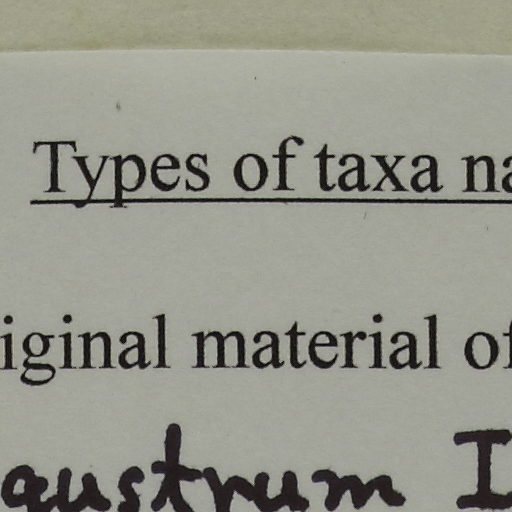 Types of taxa na
iginal material of
gustrum I